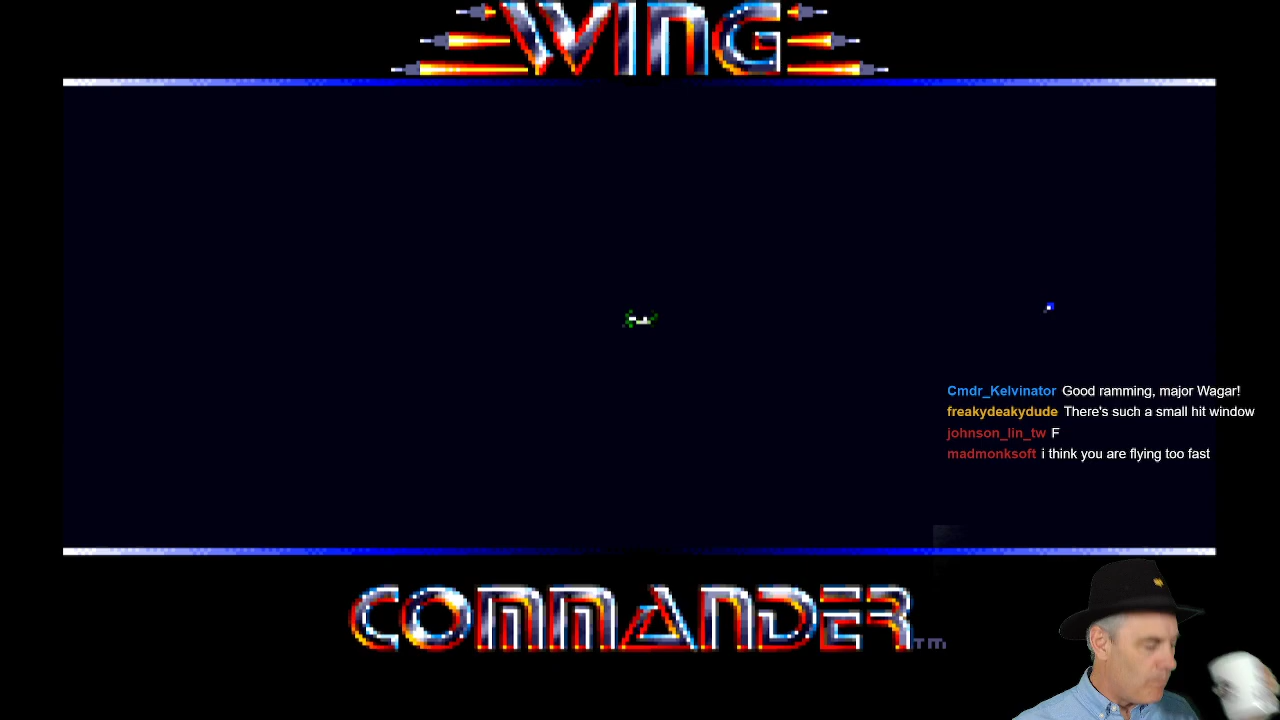 WING
Cmdr_Kelvinator Good ramming, major Wagar!
freakydeakydude There's such a small hit window
johnson_lin_tw F
madmonksoft i think you are flying too fast
COMMANDER™